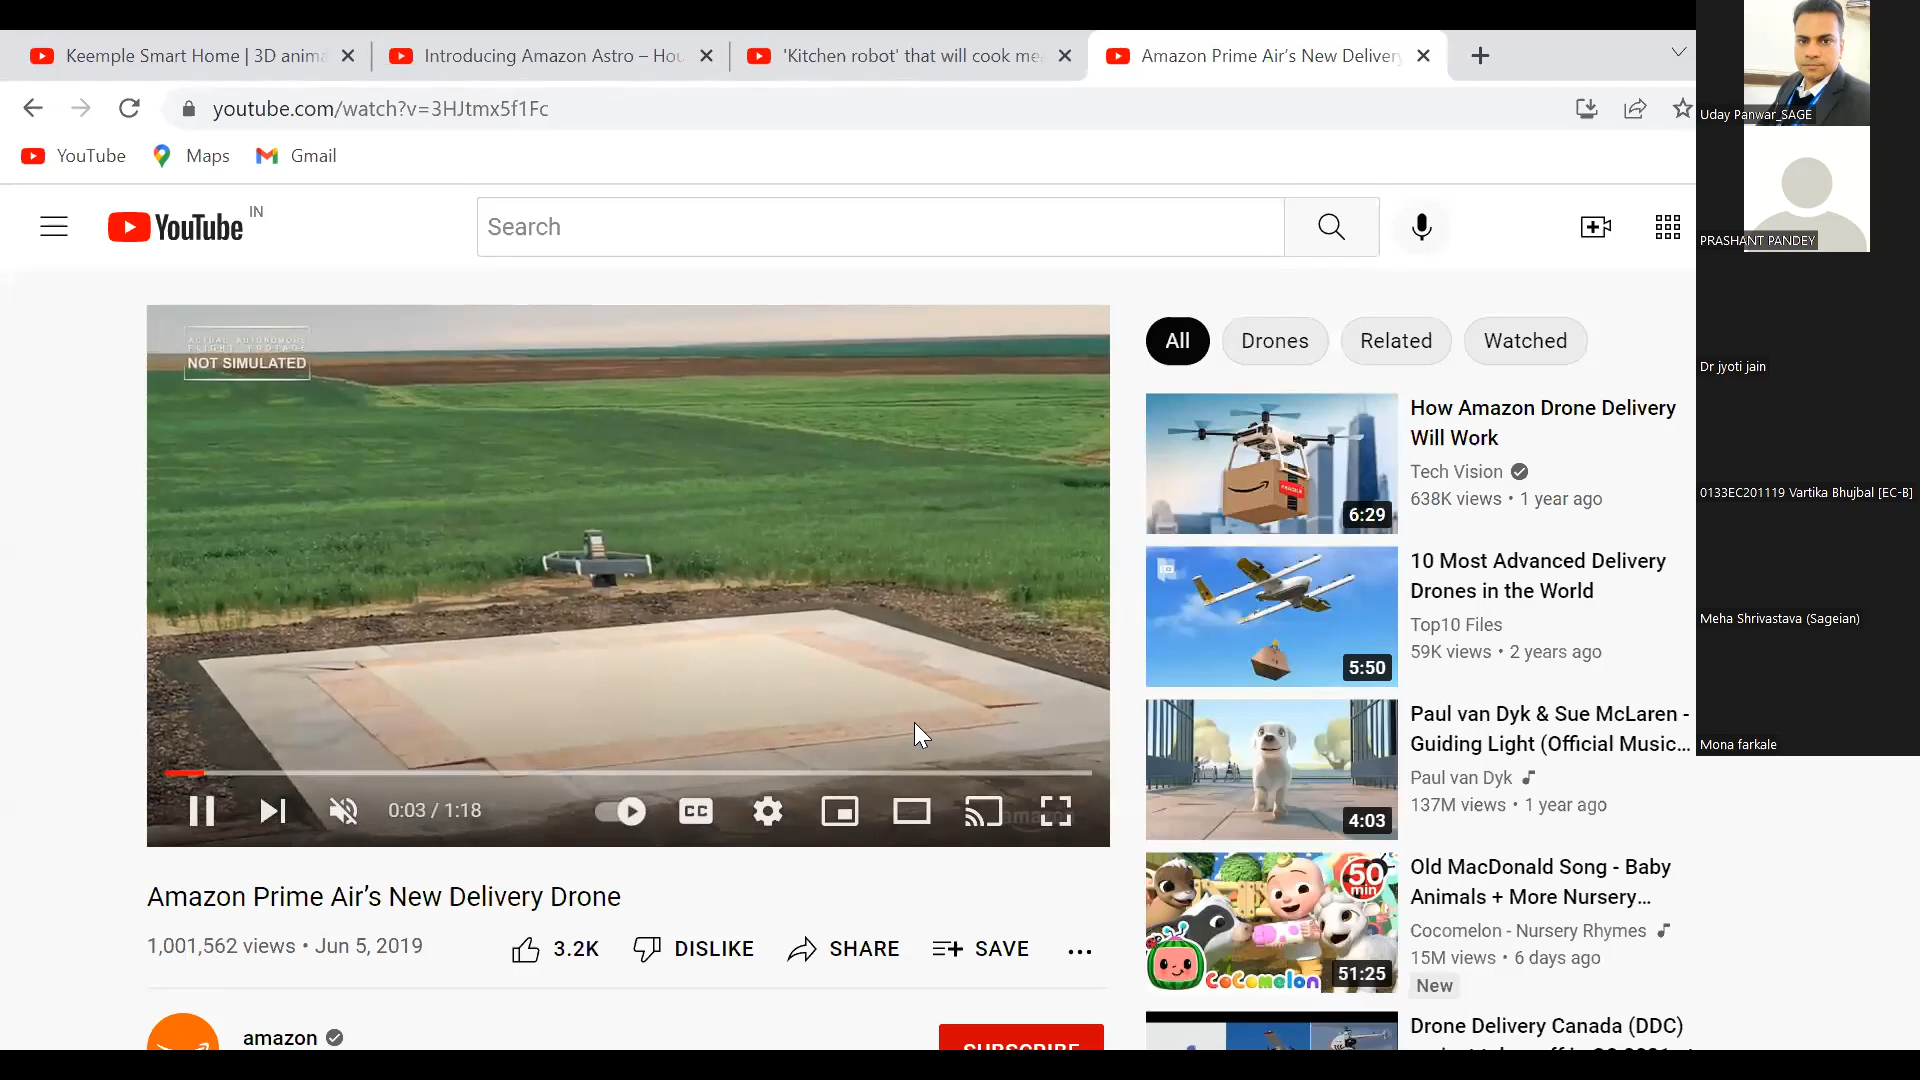 Keemple Smart Home | 3D anima
Introducing Amazon Astro – Hou
'Kitchen robot' that will cook me
Amazon Prime Air's New Delivery
youtube.com/watch?v=3HJtmx5f1Fc
YouTube
Maps
Gmail
YouTube IN
Search
ACTUAL AUTONOMOUS
FLIGHT FOOTAGE
NOT SIMULATED
0:03 / 1:18
CC
Amazon Prime Air's New Delivery Drone
1,001,562 views • Jun 5, 2019
3.2K
DISLIKE
SHARE
SAVE
amazon
SUBSCRIBE
All
Drones
Related
Watched
How Amazon Drone Delivery
Will Work
Tech Vision
638K views • 1 year ago
6:29
10 Most Advanced Delivery
Drones in the World
Top10 Files
59K views • 2 years ago
5:50
Paul van Dyk & Sue McLaren -
Guiding Light (Official Music...
Paul van Dyk
137M views • 1 year ago
4:03
Old MacDonald Song - Baby
Animals + More Nursery...
Cocomelon - Nursery Rhymes
15M views • 6 days ago
New
50
min
CoComelon
51:25
Drone Delivery Canada (DDC)
Uday Panwar_SAGE
PRASHANT PANDEY
Dr jyoti jain
0133EC201119 Vartika Bhujbal [EC-B]
Meha Shrivastava (Sageian)
Mona farkale